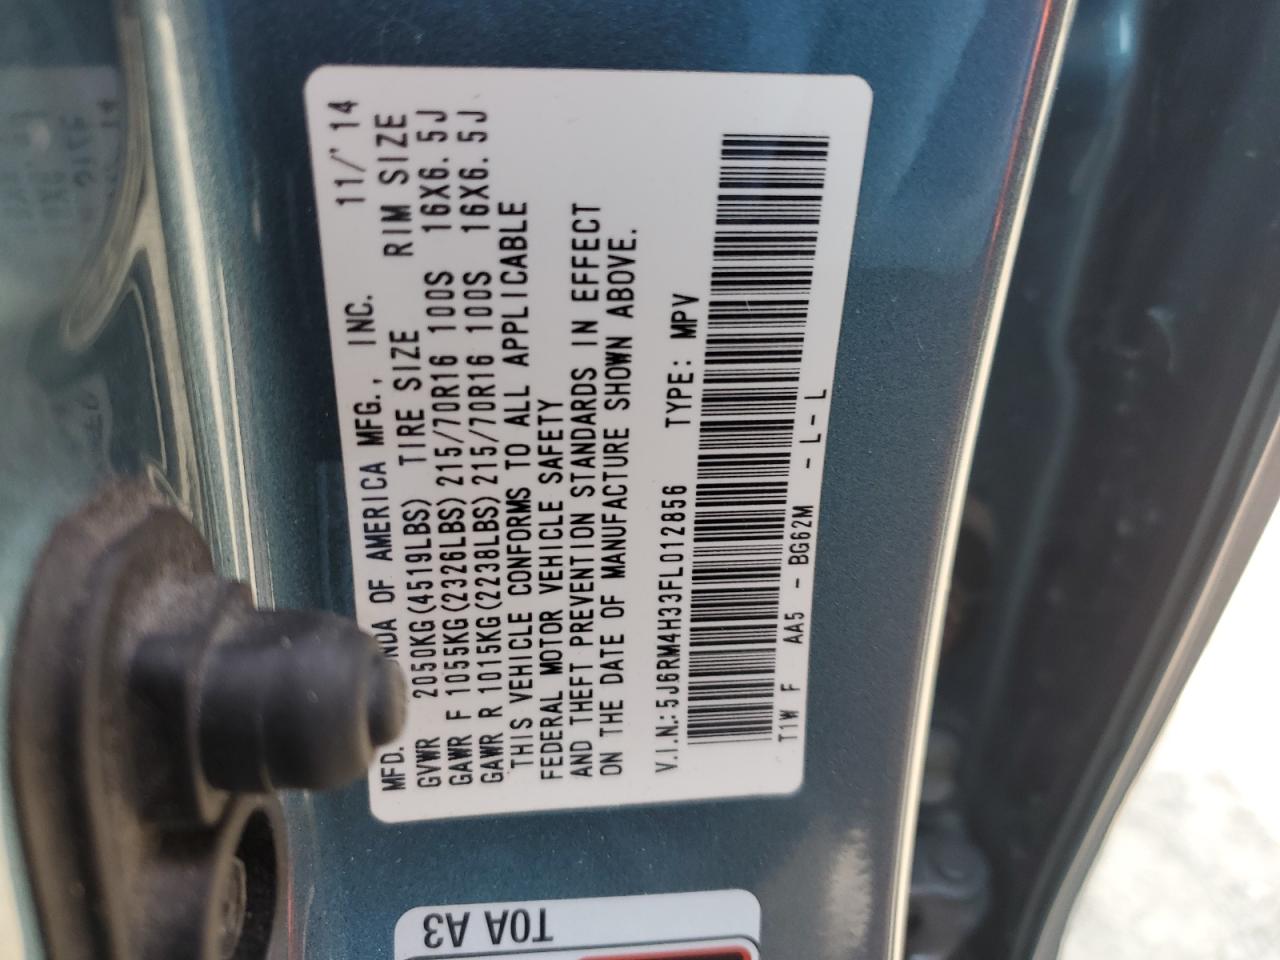 MFD. NDA OF AMERICA MFG., INC. 11/'14
GVWR 2050KG(4519LBS) TIRE SIZE RIM SIZE
GAWR F 1055KG(2326LBS) 215/70R16 100S 16X6.5J
GAWR R 1015KG(2238LBS) 215/70R16 100S 16X6.5J
THIS VEHICLE CONFORMS TO ALL APPLICABLE
FEDERAL MOTOR VEHICLE SAFETY
AND THEFT PREVENTION STANDARDS IN EFFECT
ON THE DATE OF MANUFACTURE SHOWN ABOVE.
V.I.N.: 5J6RM4H33FL012856 TYPE: MPV
T1W F AA5 - BG62M - L - L
T0A A3